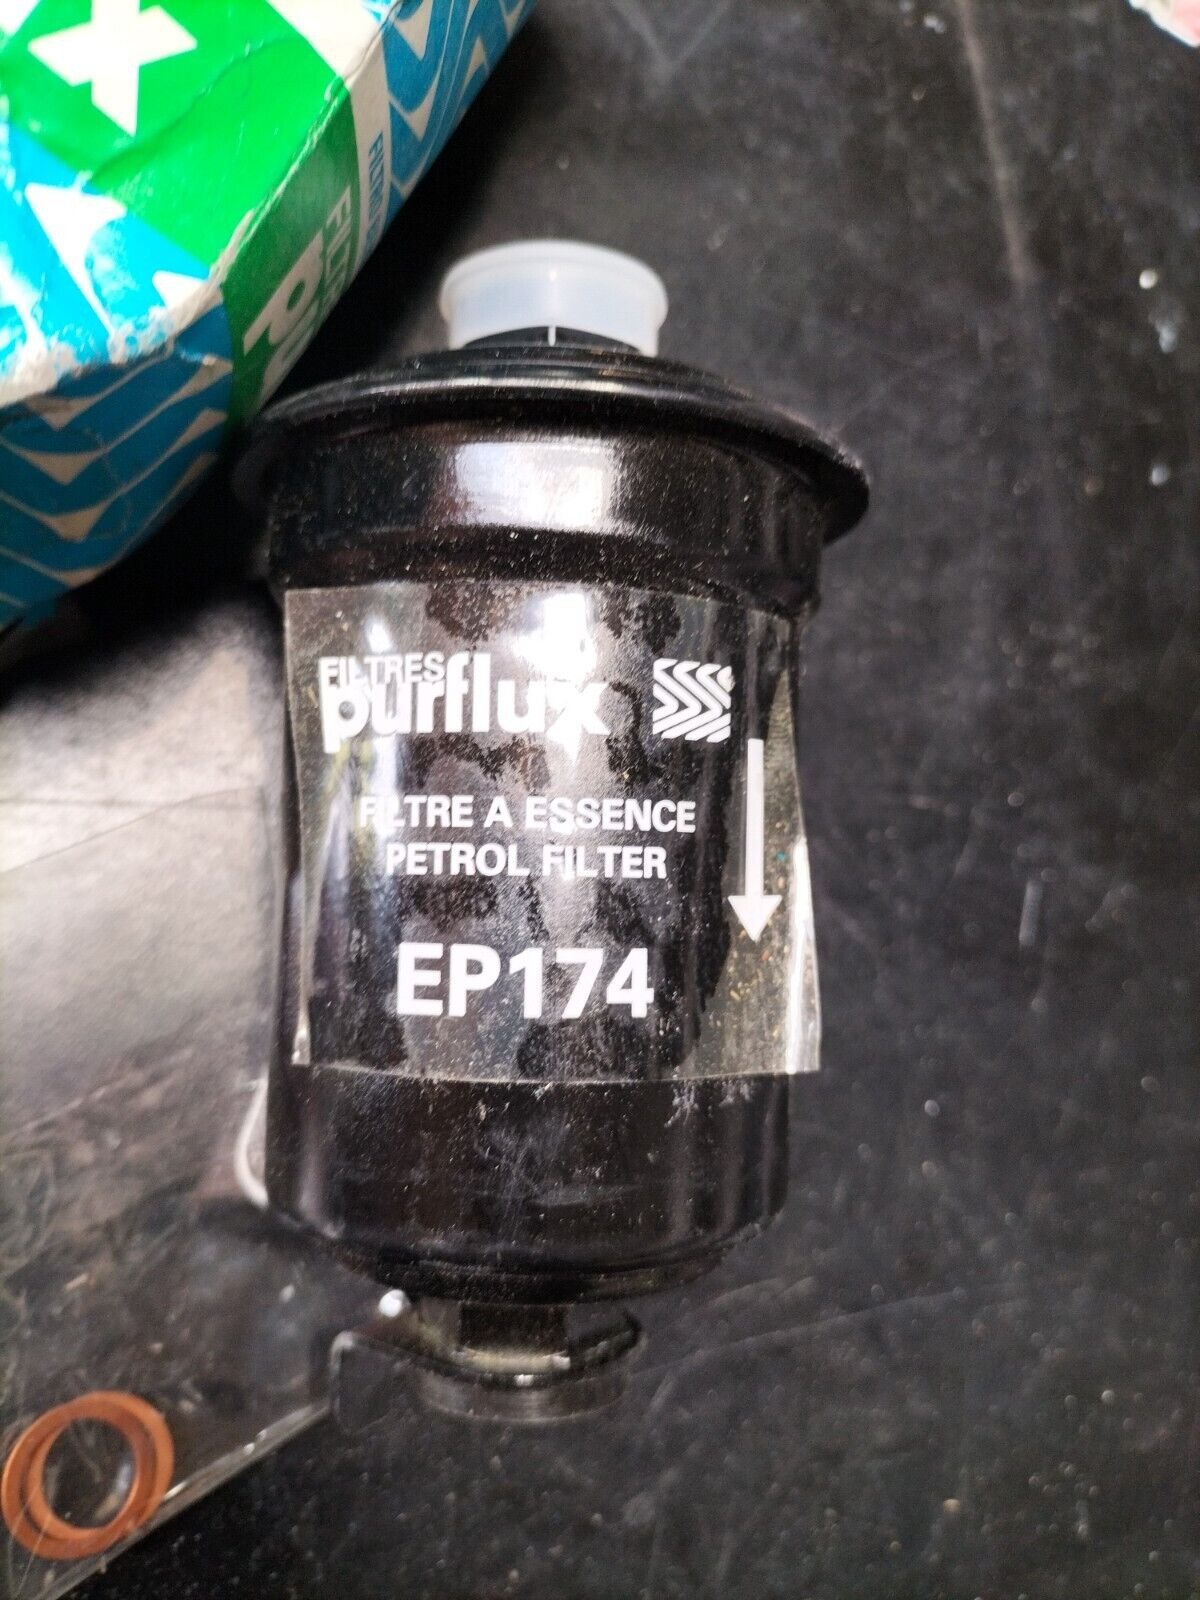 FILTRES
purflux
FILTRE A ESSENCE
PETROL FILTER
EP174